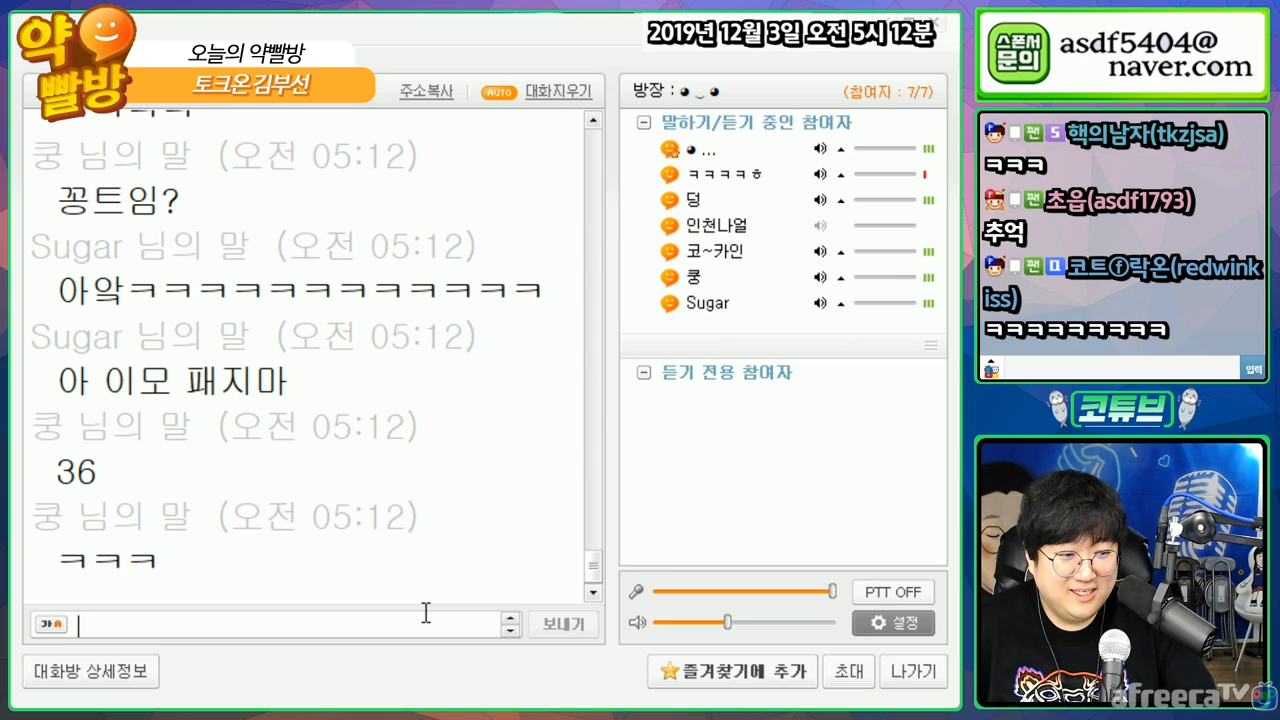 약빨방
오늘의 약빨방
토크온 김부선
2019년 12월 3일 오전 5시 12분
스폰서 문의
asdf5404@
naver.com
주소복사
AUTO
대화지우기
쿵 님의 말 (오전 05:12)
꽁트임?
Sugar 님의 말 (오전 05:12)
아앜ㅋㅋㅋㅋㅋㅋㅋㅋㅋㅋㅋㅋ
Sugar 님의 말 (오전 05:12)
아 이모 패지마
쿵 님의 말 (오전 05:12)
36
쿵 님의 말 (오전 05:12)
ㅋㅋㅋ
가
보내기
대화방 상세정보
방장 : ◕ ‿ ◕
(참여자 : 7/7)
말하기/듣기 중인 참여자
◕ ...
ㅋㅋㅋㅋㅎ
덩
인천나얼
코~카인
쿵
Sugar
듣기 전용 참여자
PTT OFF
설정
즐겨찾기에 추가
초대
나가기
팬 S 핵의남자(tkzjsa)
ㅋㅋㅋ
팬 초읍(asdf1793)
추억
팬 코트ⓕ락온(redwink
iss)
ㅋㅋㅋㅋㅋㅋㅋㅋㅋ
입력
코튜브
afreecaTV